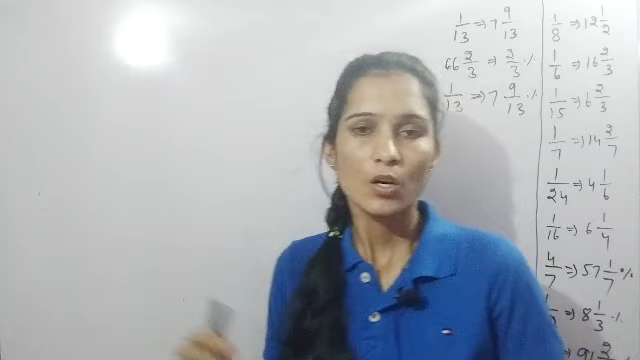 1/13 ⇒ 7 9/13
66 2/3 ⇒ 2/3 %
1/13 ⇒ 7 9/13 %
1/8 ⇒ 12 1/2
1/6 ⇒ 16 2/3
1/15 ⇒ 6 2/3
1/7 ⇒ 14 2/7
1/24 ⇒ 4 1/6
1/16 ⇒ 6 1/4
4/7 ⇒ 57 1/7 %
⇒ 8 1/3 %